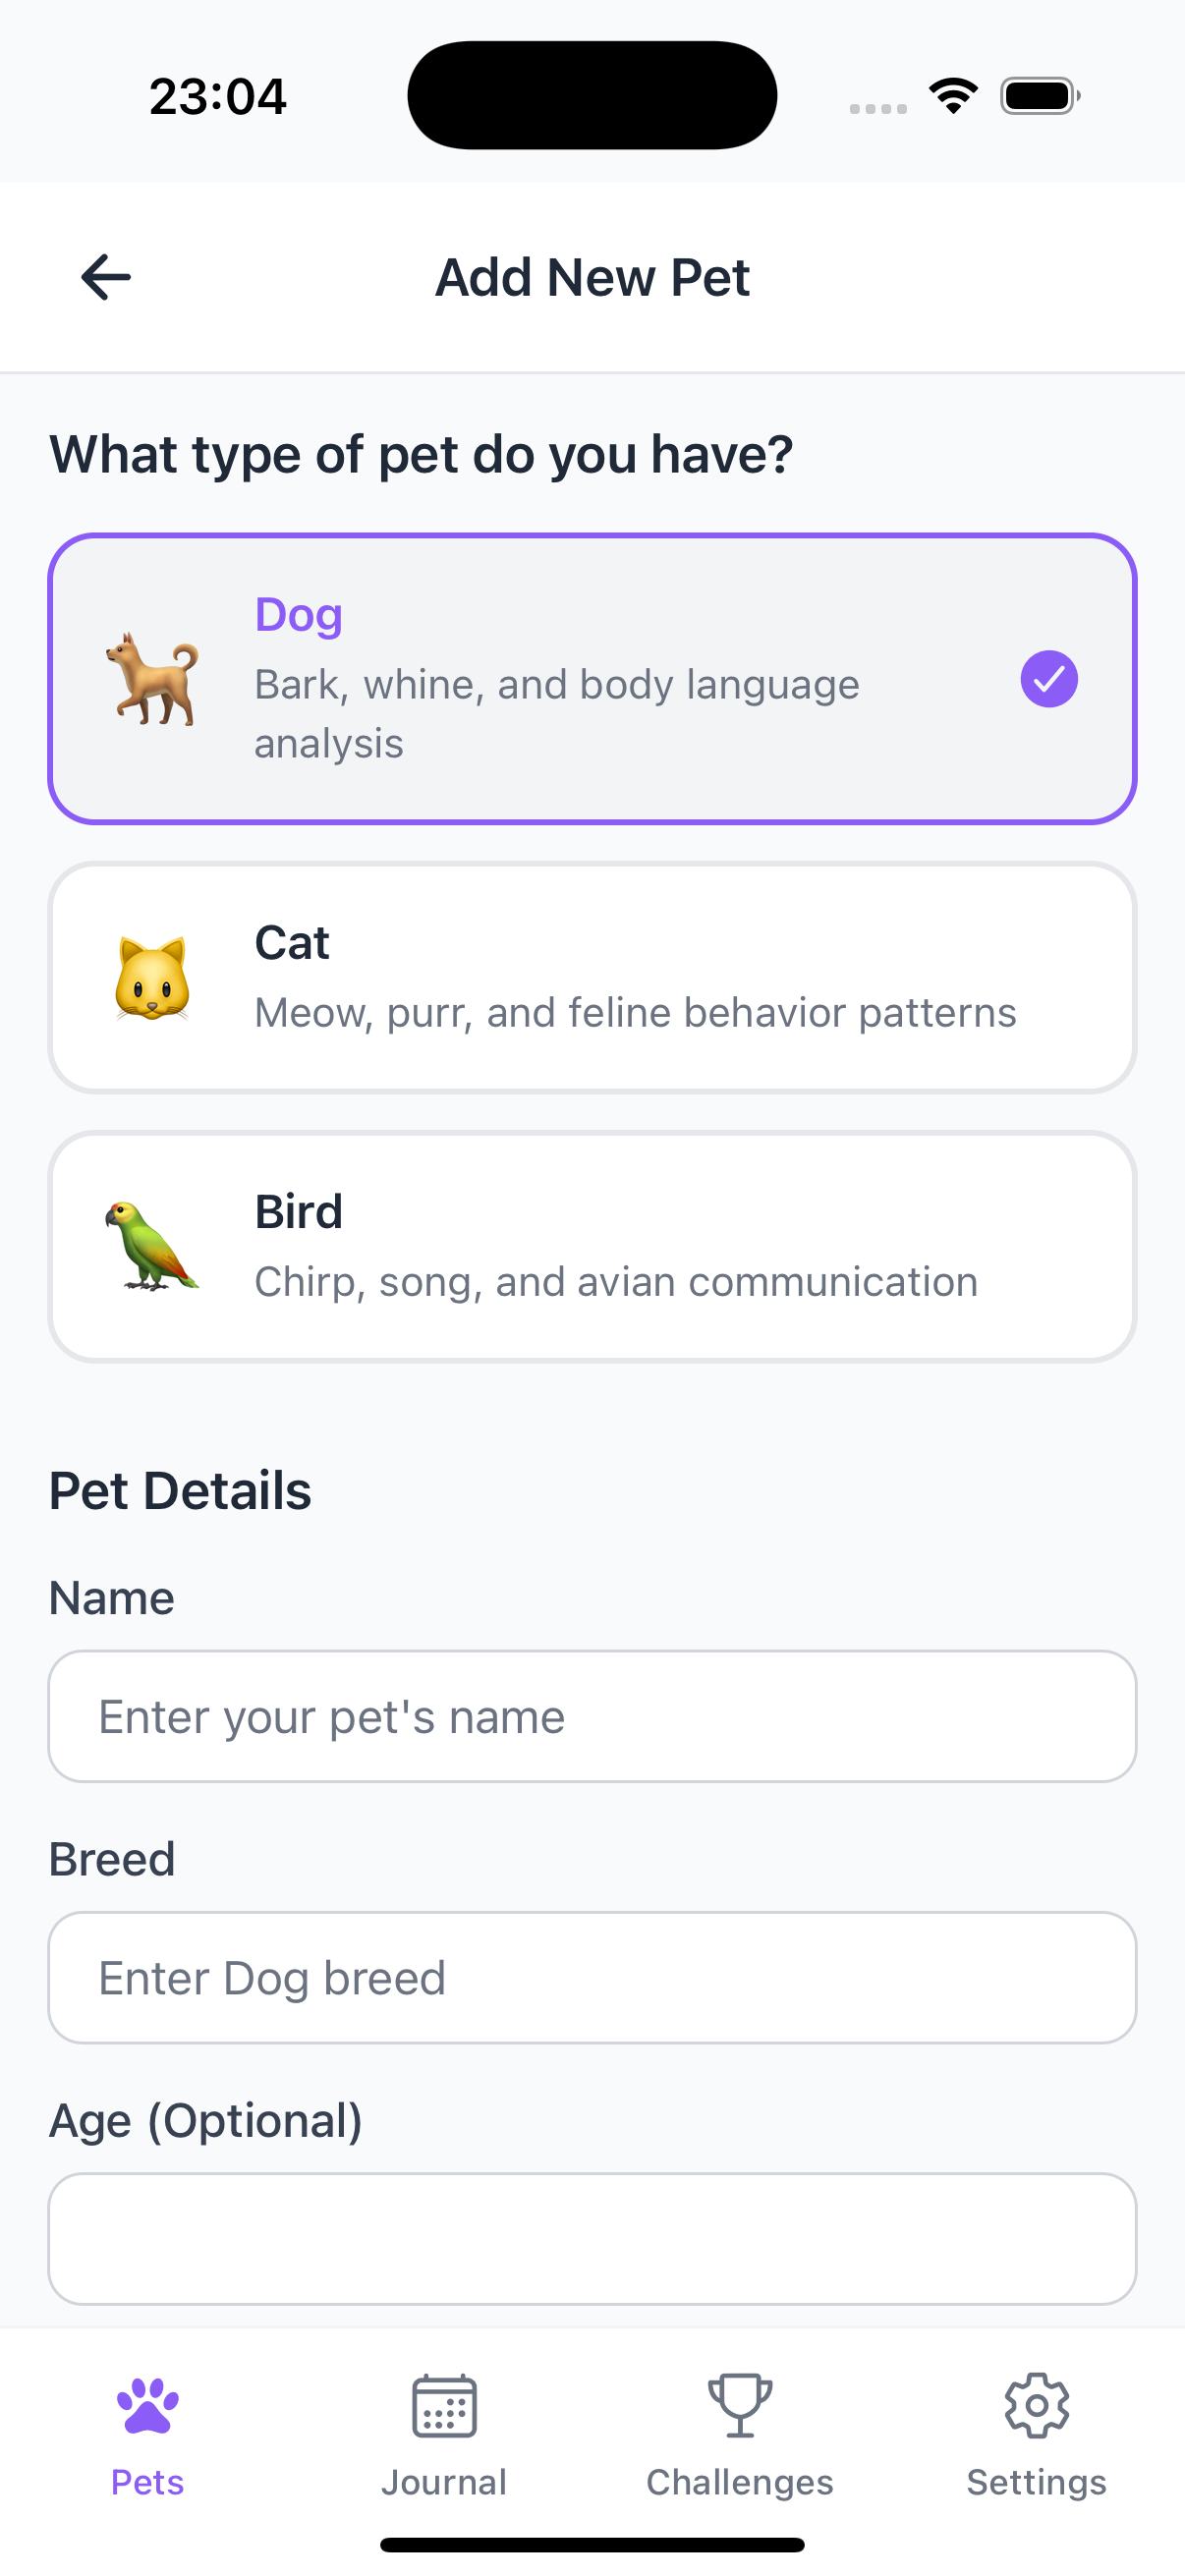 23:04
Add New Pet
What type of pet do you have?
Dog
Bark, whine, and body language
analysis
Cat
Meow, purr, and feline behavior patterns
Bird
Chirp, song, and avian communication
Pet Details
Name
Enter your pet's name
Breed
Enter Dog breed
Age (Optional)
Pets
Journal
Challenges
Settings